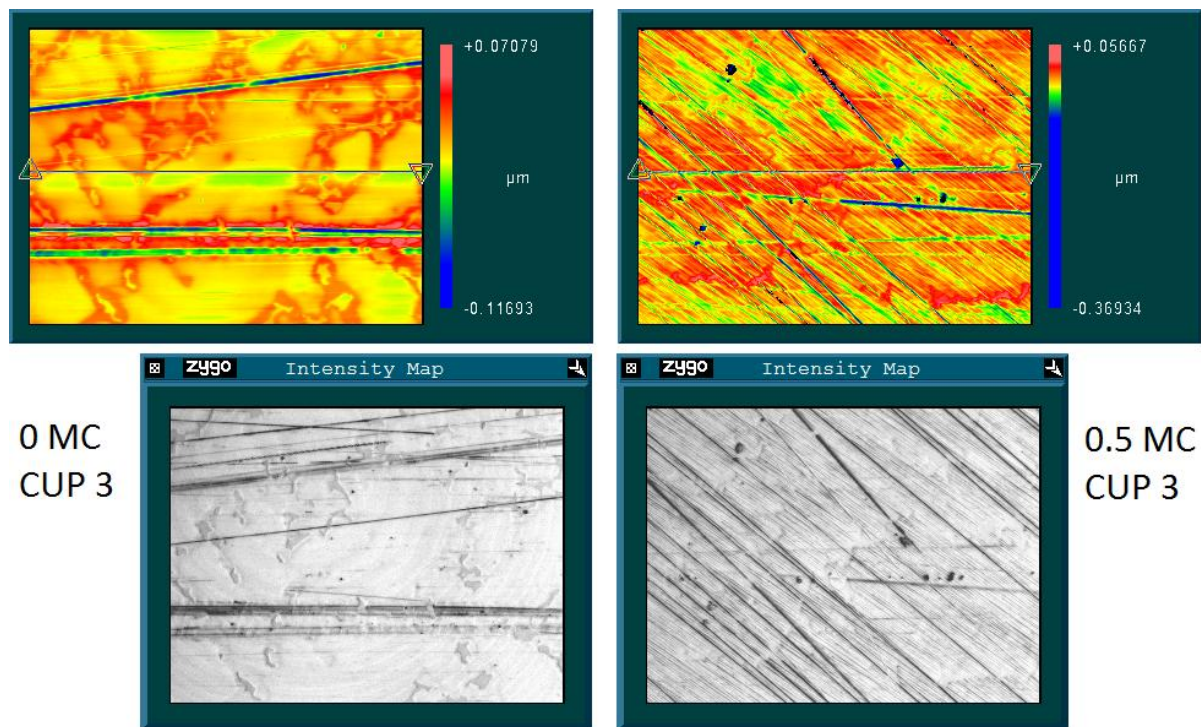 +0.07079
µm
-0.11693
+0.05667
µm
-0.36934
zygo Intensity Map
zygo Intensity Map
0 MC
CUP 3
0.5 MC
CUP 3